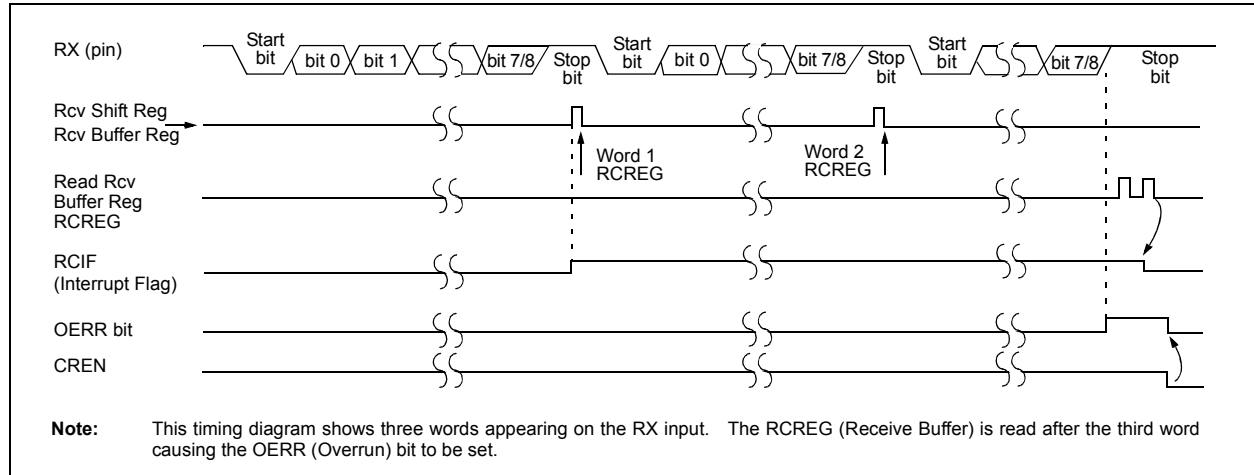 RX (pin)
Start bit
bit 0
bit 1
bit 7/8
Stop bit
Start bit
bit 0
bit 7/8
Stop bit
Start bit
bit 7/8
Stop bit
Rcv Shift Reg
Rcv Buffer Reg
Word 1
RCREG
Word 2
RCREG
Read Rcv
Buffer Reg
RCREG
RCIF
(Interrupt Flag)
OERR bit
CREN
Note: This timing diagram shows three words appearing on the RX input. The RCREG (Receive Buffer) is read after the third word
causing the OERR (Overrun) bit to be set.